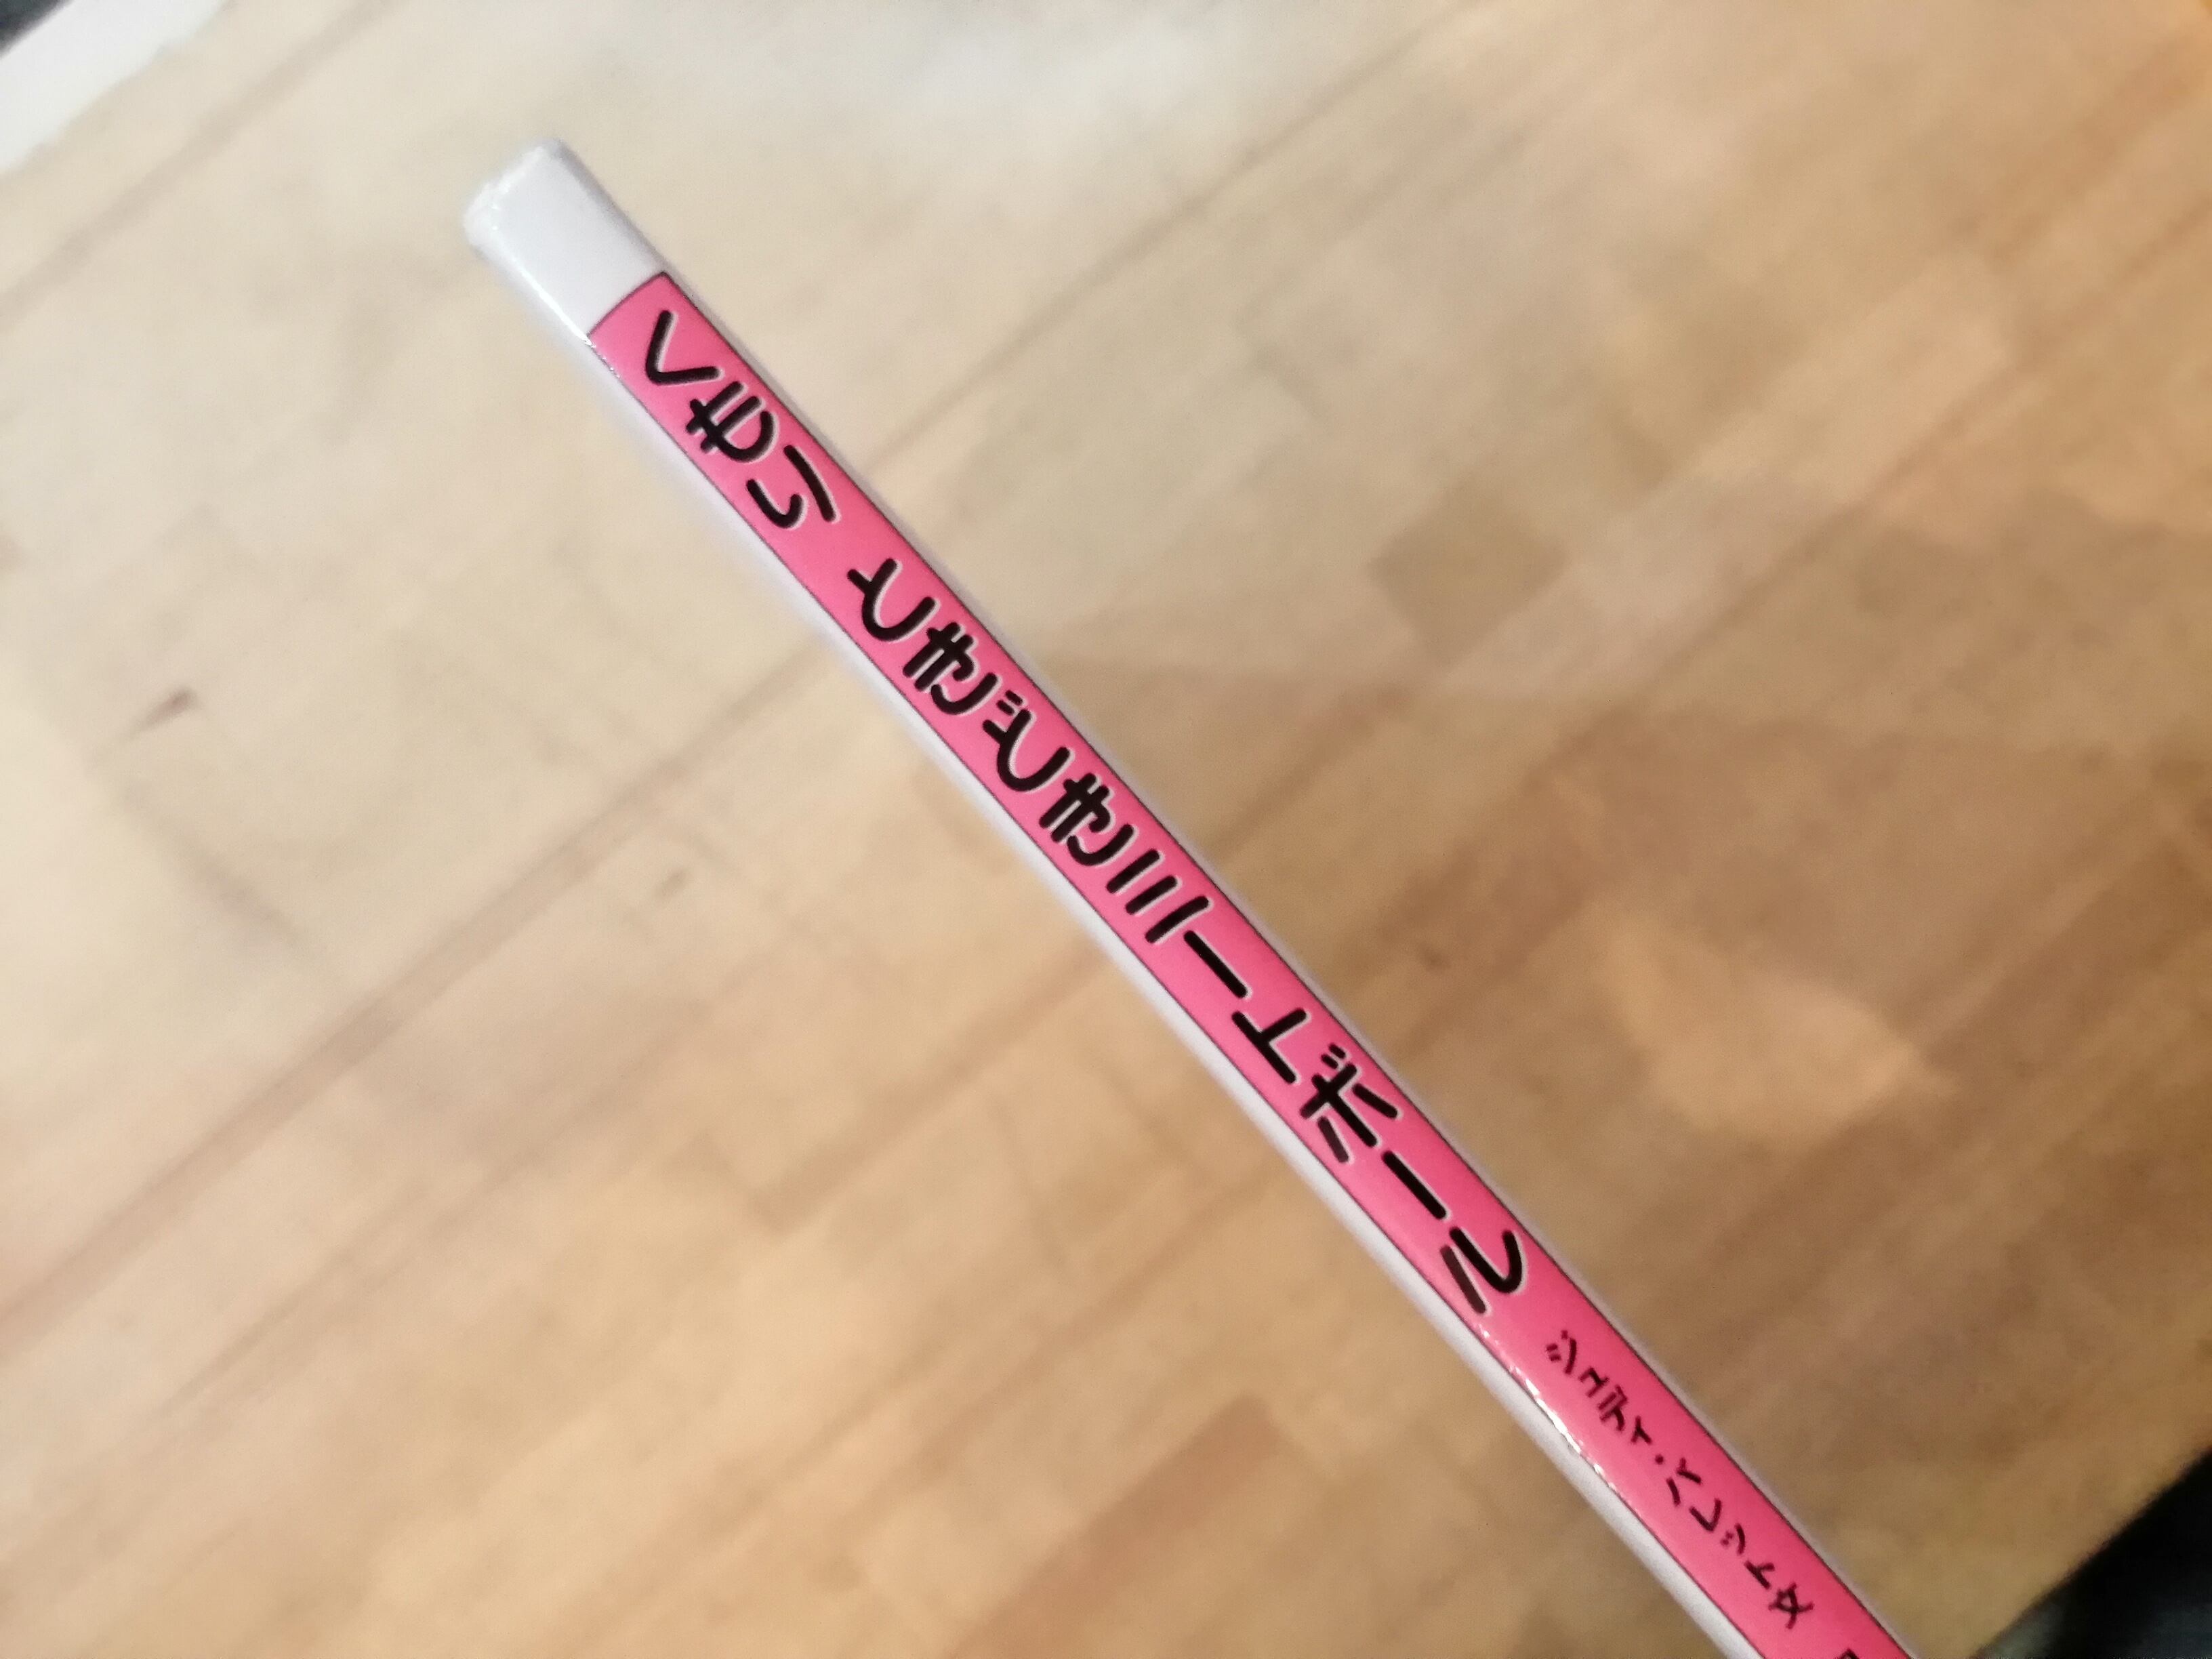 くもり ときどきミートボール ジュディ・バレット文